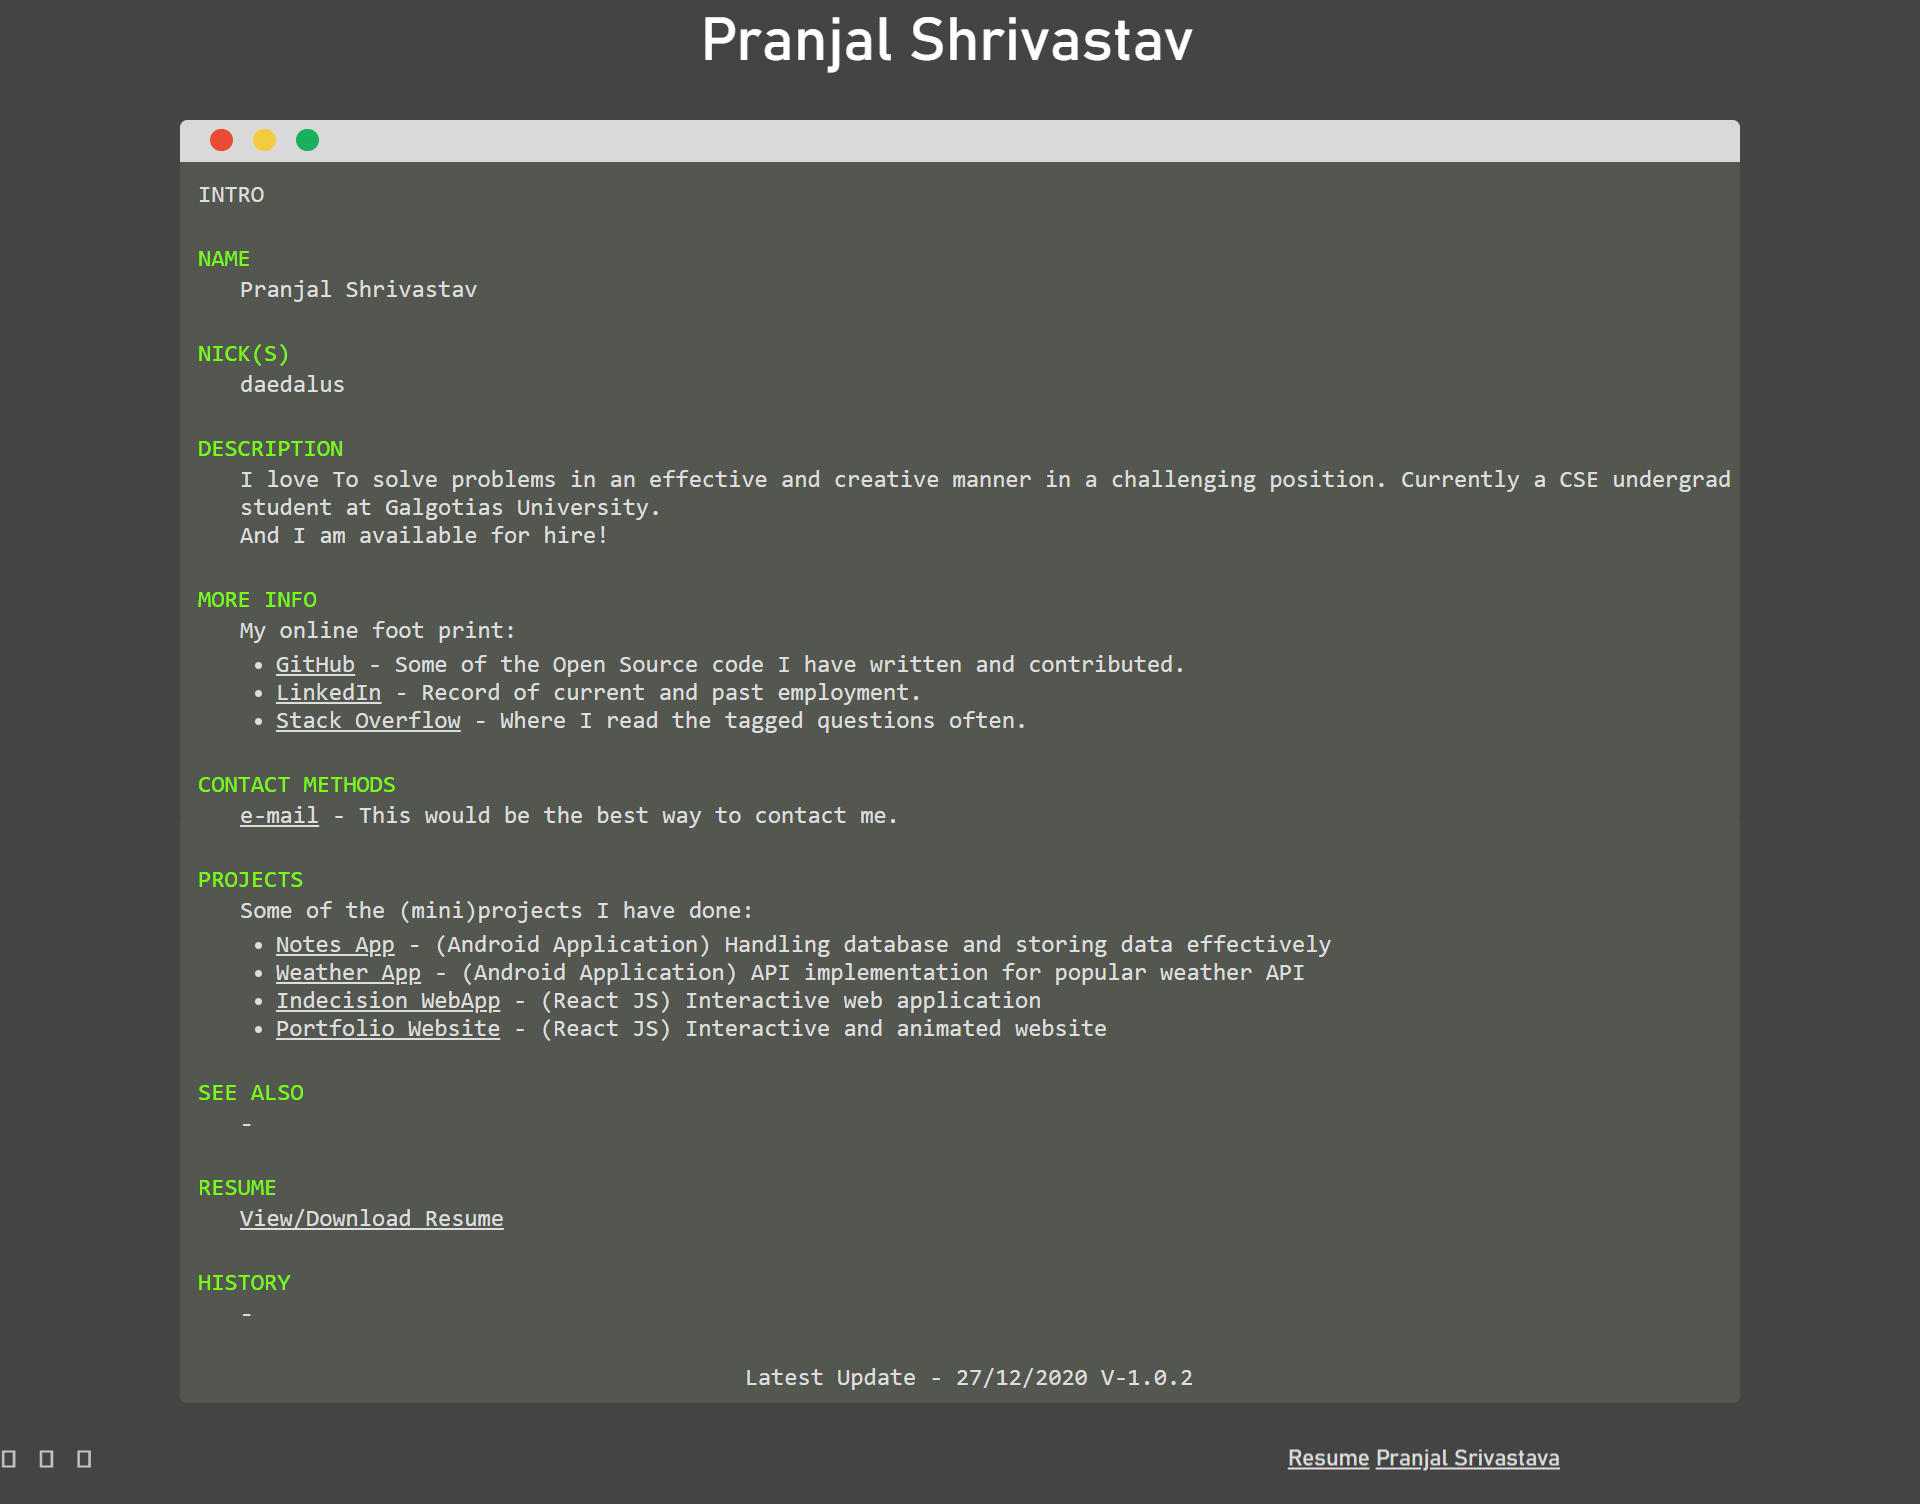 Pranjal Shrivastav
INTRO
NAME
Pranjal Shrivastav
NICK(S)
daedalus
DESCRIPTION
I love To solve problems in an effective and creative manner in a challenging position. Currently a CSE undergrad
student at Galgotias University.
And I am available for hire!
MORE INFO
My online foot print:
• GitHub - Some of the Open Source code I have written and contributed.
• LinkedIn - Record of current and past employment.
• Stack Overflow - Where I read the tagged questions often.
CONTACT METHODS
e-mail - This would be the best way to contact me.
PROJECTS
Some of the (mini)projects I have done:
• Notes App - (Android Application) Handling database and storing data effectively
• Weather App - (Android Application) API implementation for popular weather API
• Indecision WebApp - (React JS) Interactive web application
• Portfolio Website - (React JS) Interactive and animated website
SEE ALSO
-
RESUME
View/Download Resume
HISTORY
-
Latest Update - 27/12/2020 V-1.0.2
Resume Pranjal Srivastava